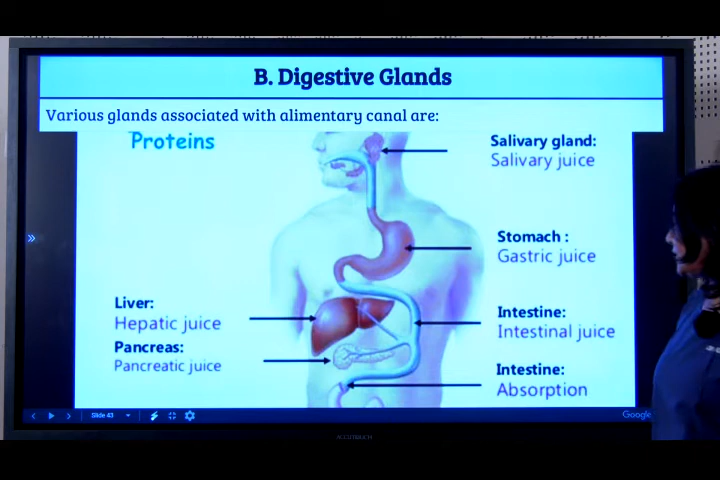 B. Digestive Glands
Various glands associated with alimentary canal are:
Proteins
Salivary gland:
Salivary juice
Stomach :
Gastric juice
Liver:
Hepatic juice
Intestine:
Intestinal juice
Pancreas:
Pancreatic juice
Intestine:
Absorption
Slide 43
Google
ACCUTOUCH